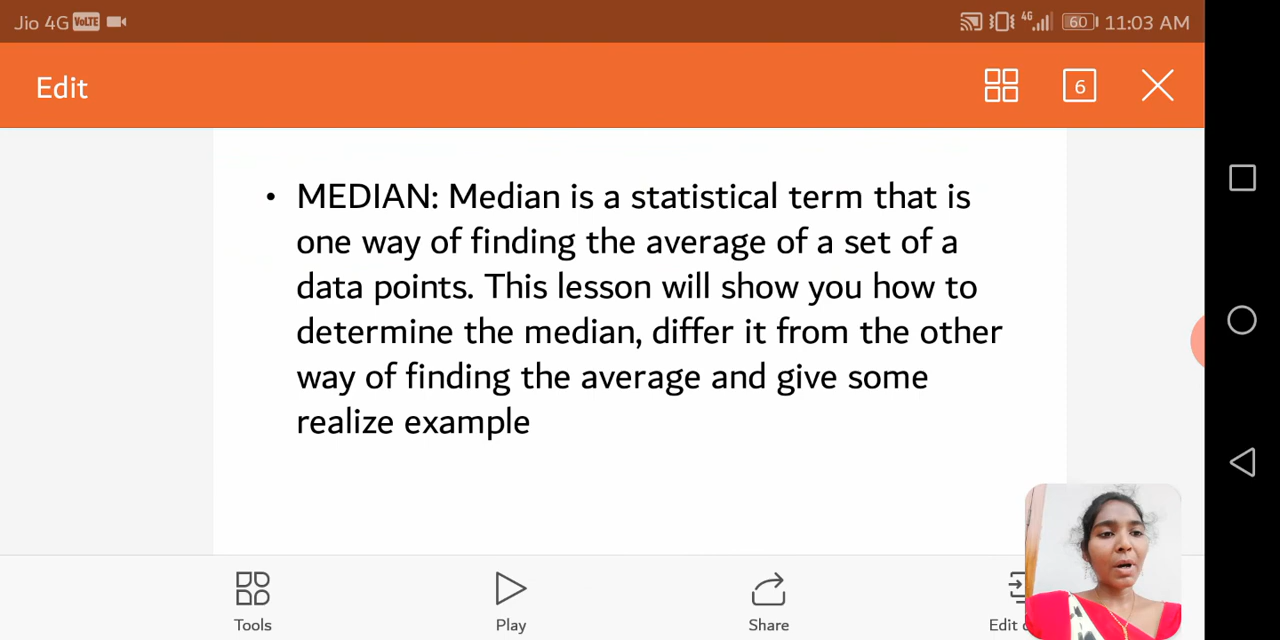 Jio 4G VoLTE 4G 60 11:03 AM
Edit 6
• MEDIAN: Median is a statistical term that is
one way of finding the average of a set of a
data points. This lesson will show you how to
determine the median, differ it from the other
way of finding the average and give some
realize example
Tools Play Share Edit